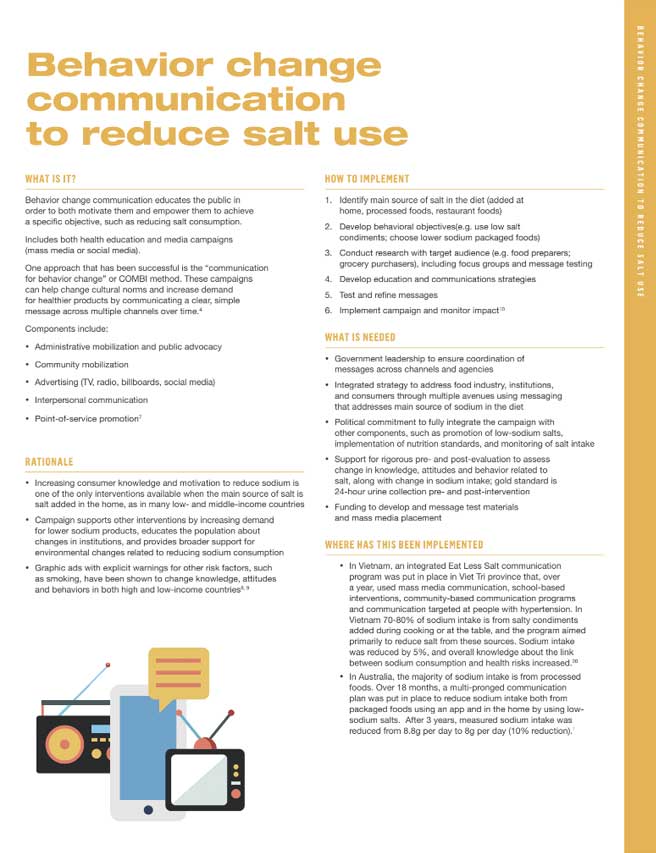 Behavior change
communication
to reduce salt use
WHAT IS IT?
Behavior change communication educates the public in
order to both motivate them and empower them to achieve
a specific objective, such as reducing salt consumption.
Includes both health education and media campaigns
(mass media or social media).
One approach that has been successful is the “communication
for behavior change” or COMBI method. These campaigns
can help change cultural norms and increase demand
for healthier products by communicating a clear, simple
message across multiple channels over time.4
Components include:
• Administrative mobilization and public advocacy
• Community mobilization
• Advertising (TV, radio, billboards, social media)
• Interpersonal communication
• Point-of-service promotion7
RATIONALE
• Increasing consumer knowledge and motivation to reduce sodium is
one of the only interventions available when the main source of salt is
salt added in the home, as in many low- and middle-income countries
• Campaign supports other interventions by increasing demand
for lower sodium products, educates the population about
changes in institutions, and provides broader support for
environmental changes related to reducing sodium consumption
• Graphic ads with explicit warnings for other risk factors, such
as smoking, have been shown to change knowledge, attitudes
and behaviors in both high and low-income countries8, 9
HOW TO IMPLEMENT
1. Identify main source of salt in the diet (added at
home, processed foods, restaurant foods)
2. Develop behavioral objectives(e.g. use low salt
condiments; choose lower sodium packaged foods)
3. Conduct research with target audience (e.g. food preparers;
grocery purchasers), including focus groups and message testing
4. Develop education and communications strategies
5. Test and refine messages
6. Implement campaign and monitor impact10
WHAT IS NEEDED
• Government leadership to ensure coordination of
messages across channels and agencies
• Integrated strategy to address food industry, institutions,
and consumers through multiple avenues using messaging
that addresses main source of sodium in the diet
• Political commitment to fully integrate the campaign with
other components, such as promotion of low-sodium salts,
implementation of nutrition standards, and monitoring of salt intake
• Support for rigorous pre- and post-evaluation to assess
change in knowledge, attitudes and behavior related to
salt, along with change in sodium intake; gold standard is
24-hour urine collection pre- and post-intervention
• Funding to develop and message test materials
and mass media placement
WHERE HAS THIS BEEN IMPLEMENTED
• In Vietnam, an integrated Eat Less Salt communication
program was put in place in Viet Tri province that, over
a year, used mass media communication, school-based
interventions, community-based communication programs
and communication targeted at people with hypertension. In
Vietnam 70-80% of sodium intake is from salty condiments
added during cooking or at the table, and the program aimed
primarily to reduce salt from these sources. Sodium intake
was reduced by 5%, and overall knowledge about the link
between sodium consumption and health risks increased.
• In Australia, the majority of sodium intake is from processed
foods. Over 18 months, a multi-pronged communication
plan was put in place to reduce sodium intake both from
packaged foods using an app and in the home by using low-
sodium salts. After 3 years, measured sodium intake was
reduced from 8.8g per day to 8g per day (10% reduction).
BEHAVIOR CHANGE COMMUNICATION TO REDUCE SALT USE